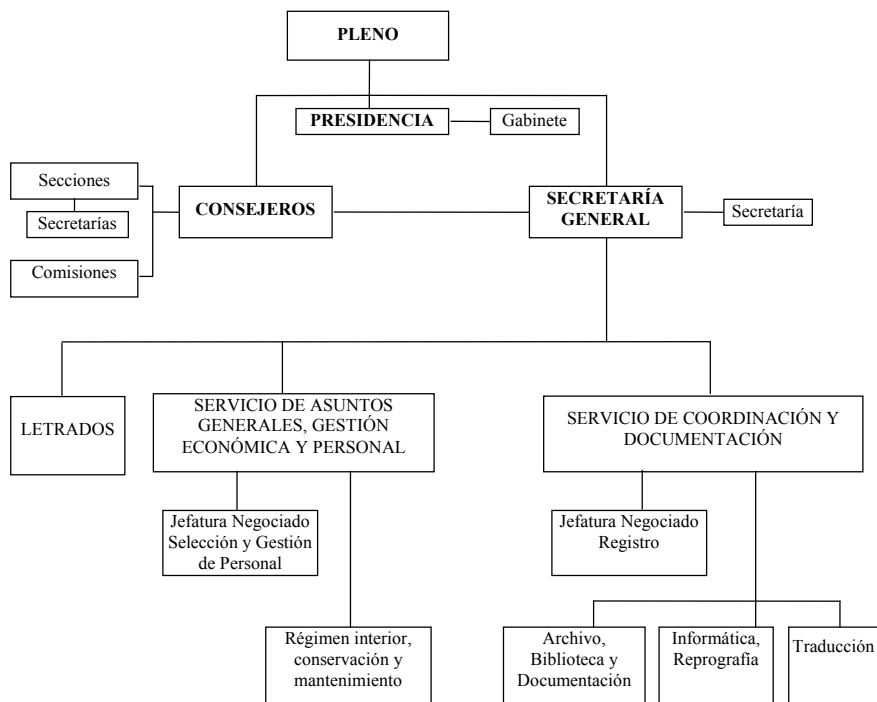 PLENO
PRESIDENCIA
Gabinete
Secciones
Secretarías
Comisiones
CONSEJEROS
SECRETARÍA
GENERAL
Secretaría
LETRADOS
SERVICIO DE ASUNTOS
GENERALES, GESTIÓN
ECONÓMICA Y PERSONAL
SERVICIO DE COORDINACIÓN Y
DOCUMENTACIÓN
Jefatura Negociado
Selección y Gestión
de Personal
Jefatura Negociado
Registro
Régimen interior,
conservación y
mantenimiento
Archivo,
Biblioteca y
Documentación
Informática,
Reprografía
Traducción